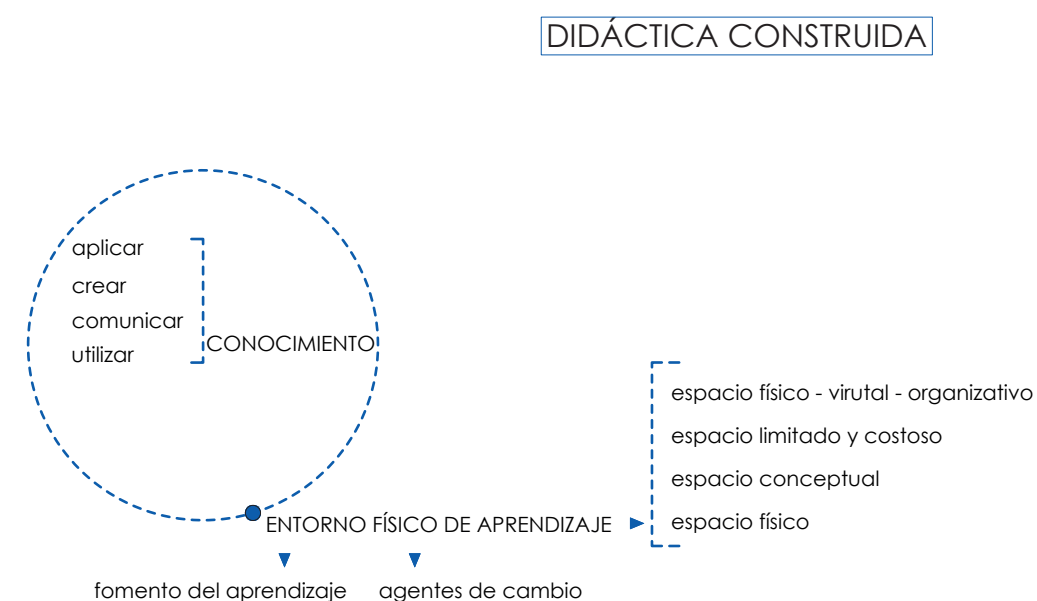 DIDÁCTICA CONSTRUIDA
aplicar
crear
comunicar
utilizar
CONOCIMIENTO
espacio físico - virutal - organizativo
espacio limitado y costoso
espacio conceptual
espacio físico
ENTORNO FÍSICO DE APRENDIZAJE
fomento del aprendizaje
agentes de cambio